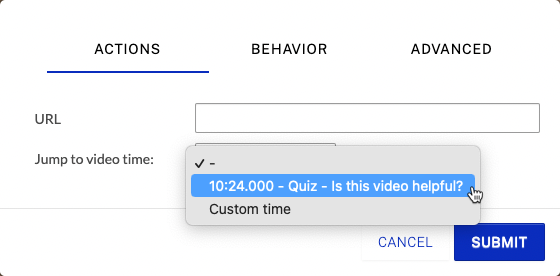 ACTIONS BEHAVIOR ADVANCED
URL
Jump to video time:
✓ -
10:24.000 - Quiz - Is this video helpful?
Custom time
CANCEL SUBMIT